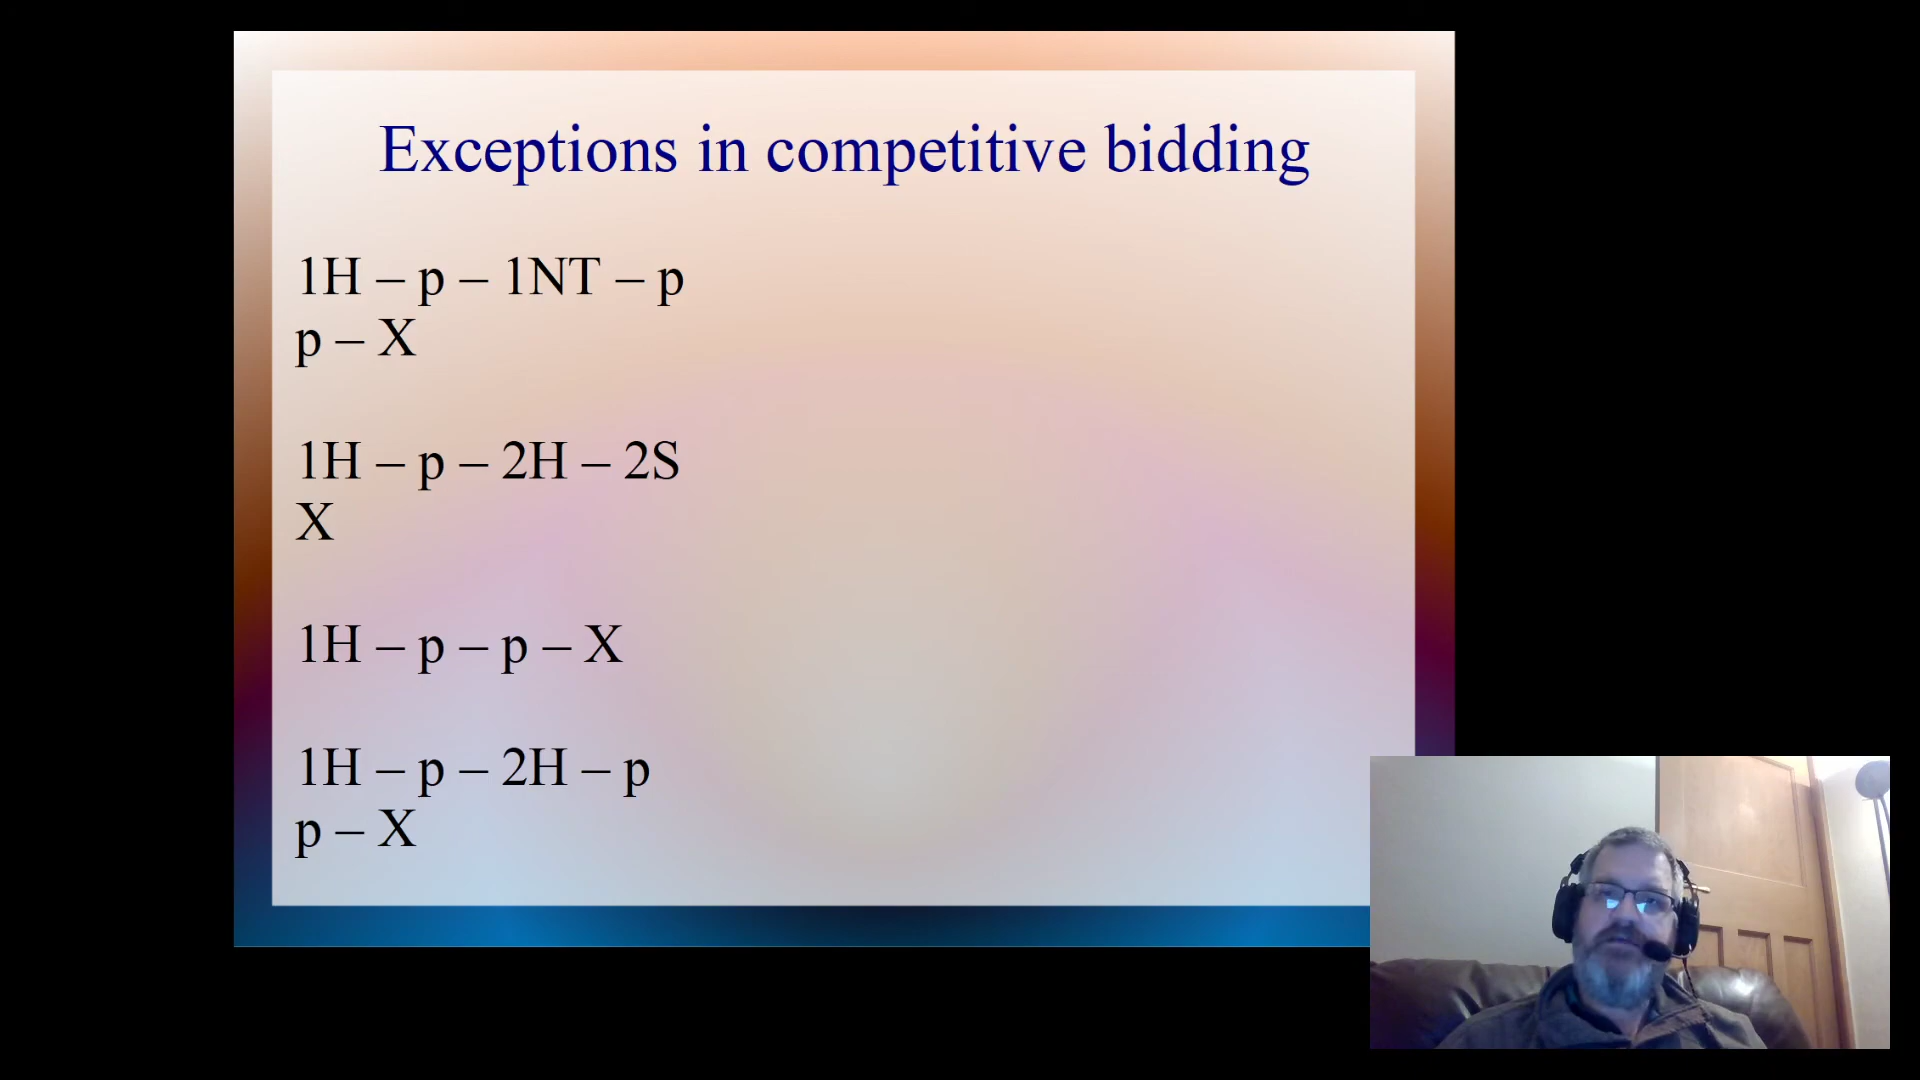 Exceptions in competitive bidding
1H – p – 1NT – p
p – X
1H – p – 2H – 2S
X
1H – p – p – X
1H – p – 2H – p
p – X